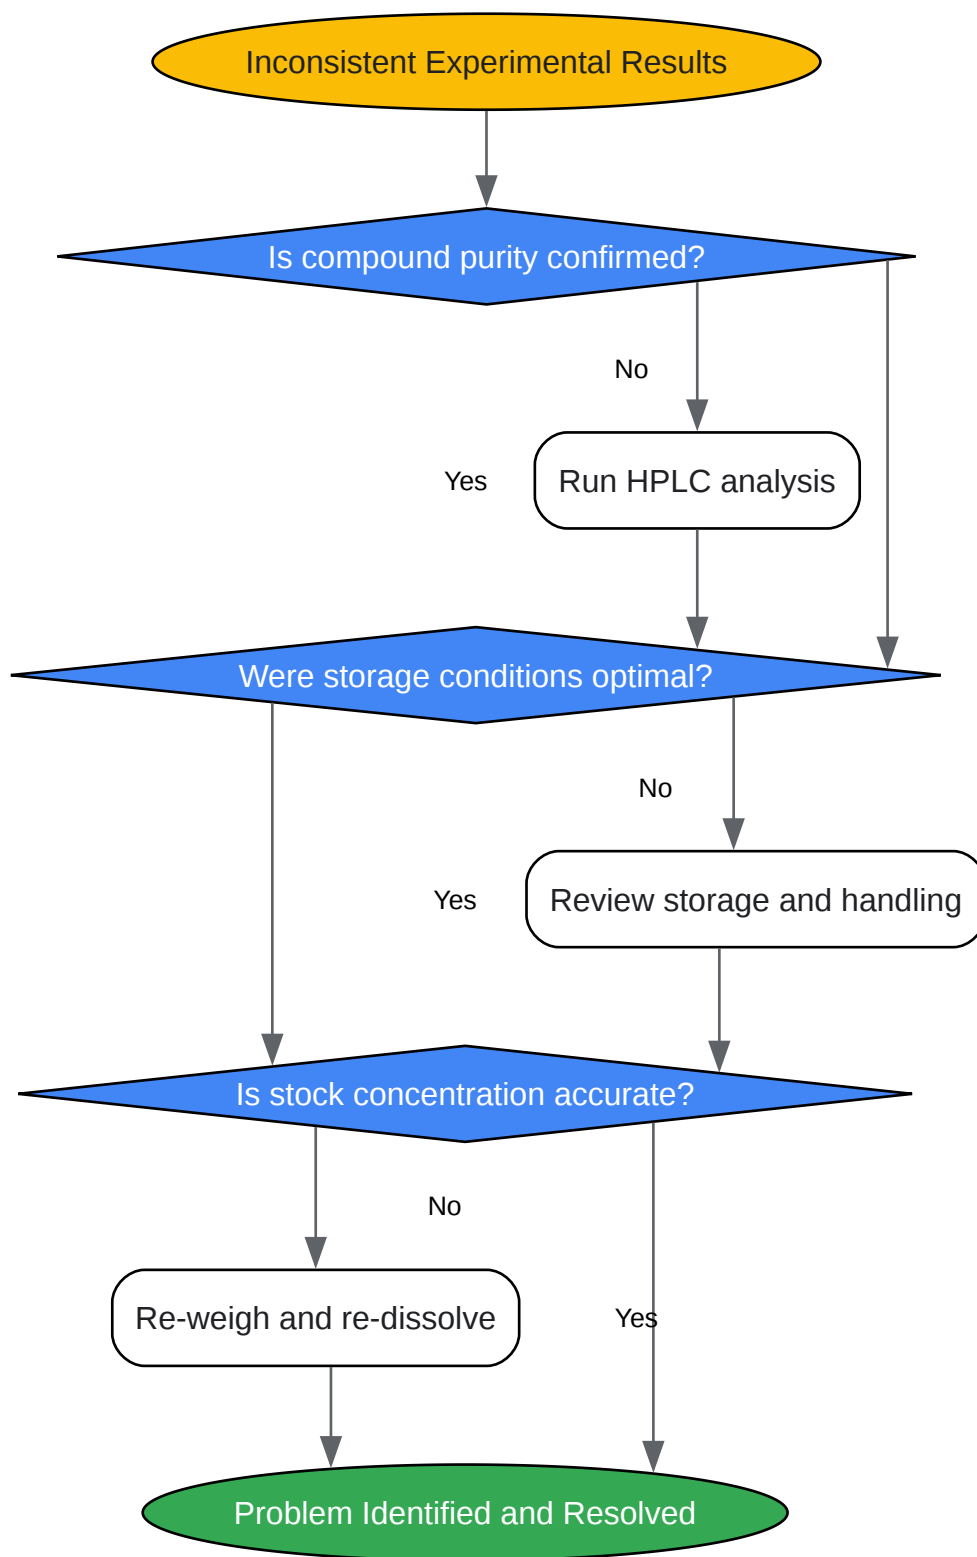 Inconsistent Experimental Results
Is compound purity confirmed?
No
Yes
Run HPLC analysis
Were storage conditions optimal?
No
Yes
Review storage and handling
Is stock concentration accurate?
No
Re-weigh and re-dissolve
Yes
Problem Identified and Resolved